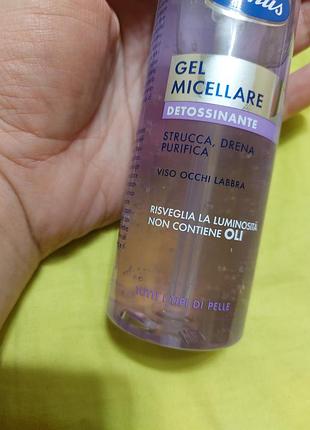 GEL
MICELLARE
DETOSSINANTE
STRUCCA, DRENA
PURIFICA
VISO OCCHI LABBRA
RISVEGLIA LA LUMINOSITÀ
NON CONTIENE OLI
TUTTI I TIPI DI PELLE